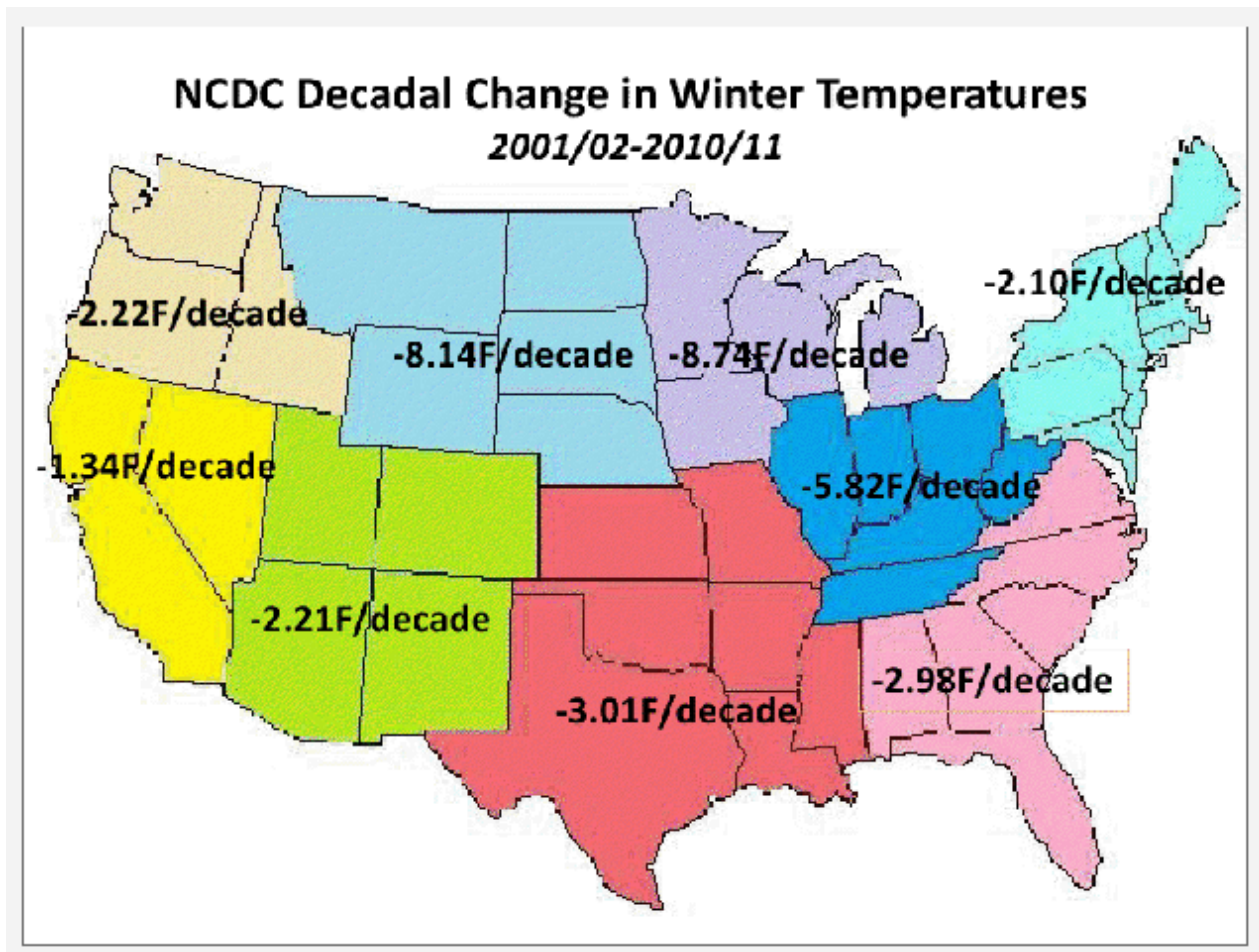 NCDC Decadal Change in Winter Temperatures
2001/02-2010/11
-2.10F/decade
-2.22F/decade
-8.14F/decade
-8.74F/decade
-1.34F/decade
-5.82F/decade
-2.21F/decade
-2.98F/decade
-3.01F/decade